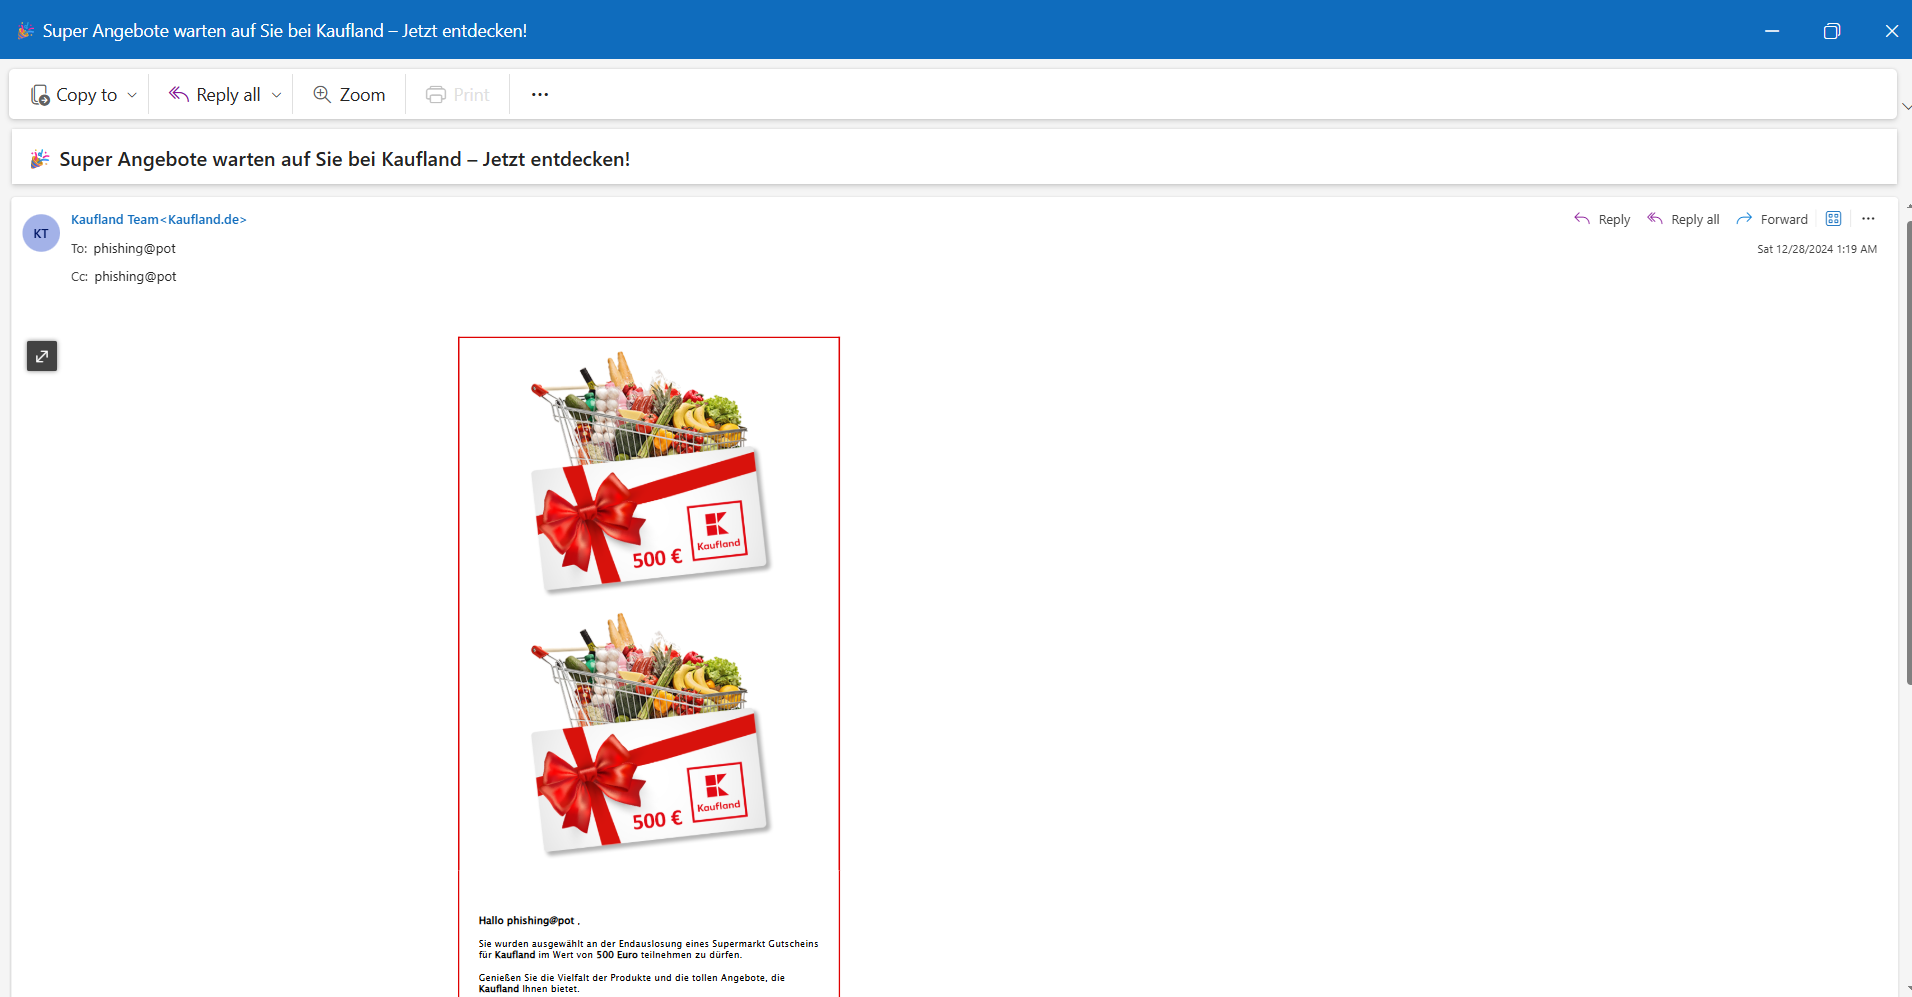 🎉 Super Angebote warten auf Sie bei Kaufland – Jetzt entdecken!
Copy to Reply all Zoom Print ...
🎉 Super Angebote warten auf Sie bei Kaufland – Jetzt entdecken!
KT
Kaufland Team<Kaufland.de>
Reply Reply all Forward ...
To: phishing@pot
Sat 12/28/2024 1:19 AM
Cc: phishing@pot
500 €
Kaufland
500 €
Kaufland
Hallo phishing@pot ,
Sie wurden ausgewählt an der Endauslosung eines Supermarkt Gutscheins
für Kaufland im Wert von 500 Euro teilnehmen zu dürfen.
Genießen Sie die Vielfalt der Produkte und die tollen Angebote, die
Kaufland Ihnen bietet.